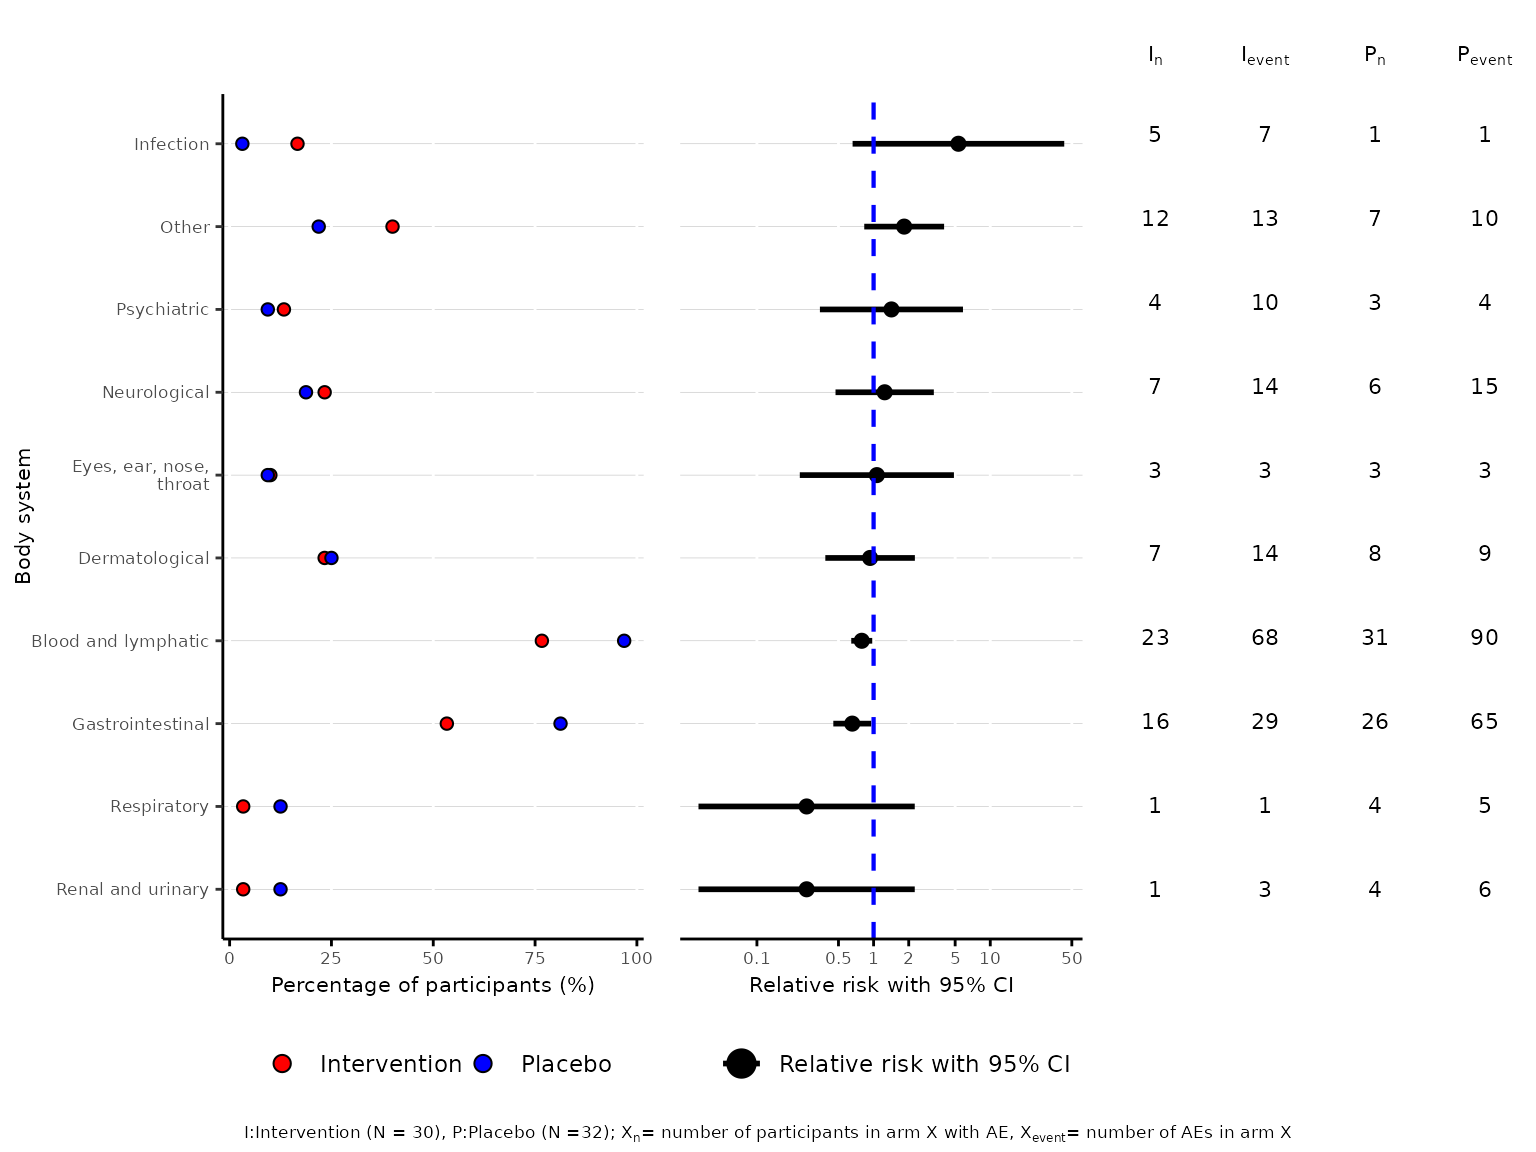 I_n I_event P_n P_event
Infection 5 7 1 1
Other 12 13 7 10
Psychiatric 4 10 3 4
Neurological 7 14 6 15
Eyes, ear, nose,
throat 3 3 3 3
Dermatological 7 14 8 9
Blood and lymphatic 23 68 31 90
Gastrointestinal 16 29 26 65
Respiratory 1 1 4 5
Renal and urinary 1 3 4 6
Body system
0 25 50 75 100 0.1 0.5 1 2 5 10 50
Percentage of participants (%) Relative risk with 95% CI
Intervention Placebo Relative risk with 95% CI
I:Intervention (N = 30), P:Placebo (N =32); X_n= number of participants in arm X with AE, X_event= number of AEs in arm X